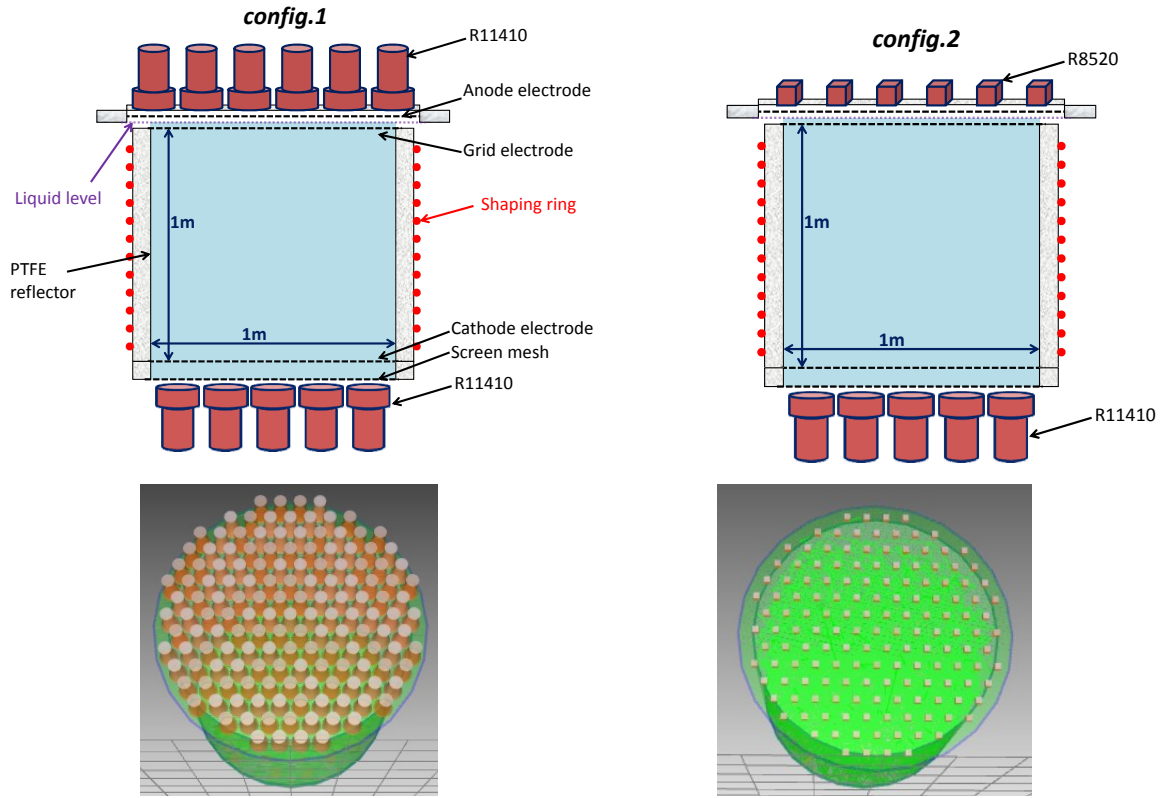 config.1
R11410
Anode electrode
Grid electrode
Liquid level
1m
Shaping ring
PTFE
reflector
Cathode electrode
1m
Screen mesh
R11410
config.2
R8520
1m
1m
R11410